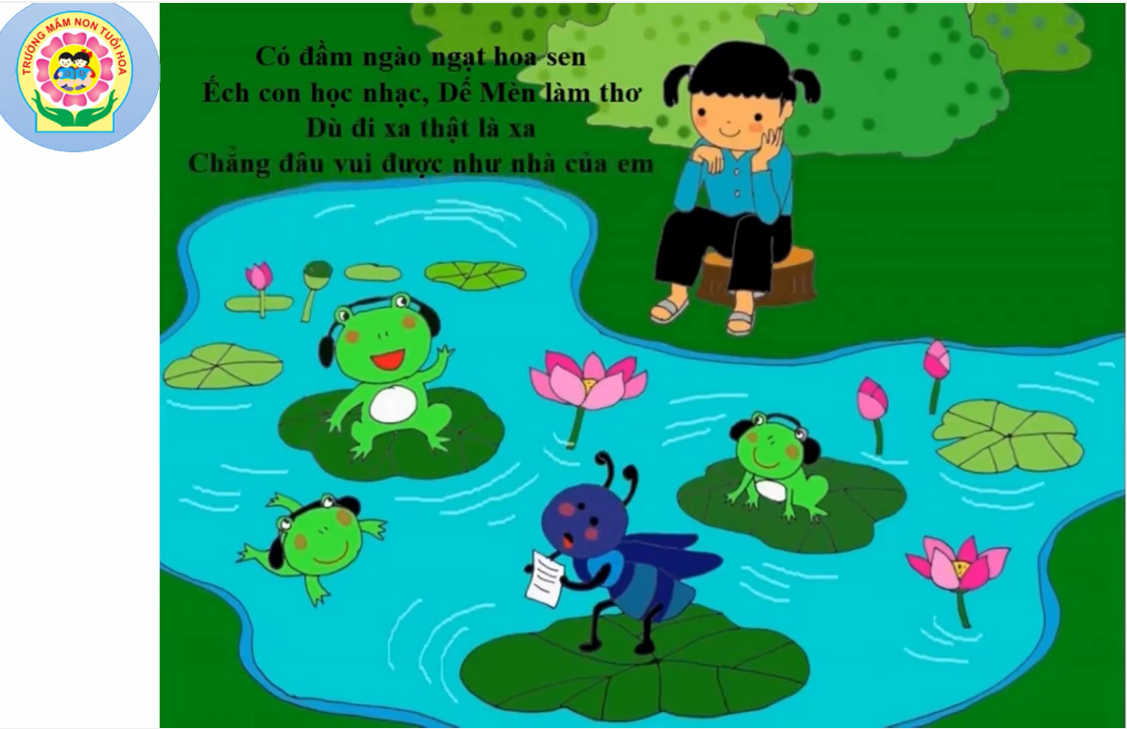 TRƯỜNG MẦM NON TUỔI HOA
Có đầm ngào ngạt hoa sen
Ếch con học nhạc, Dế Mèn làm thơ
Dù đi xa thật là xa
Chẳng đâu vui được như nhà của em